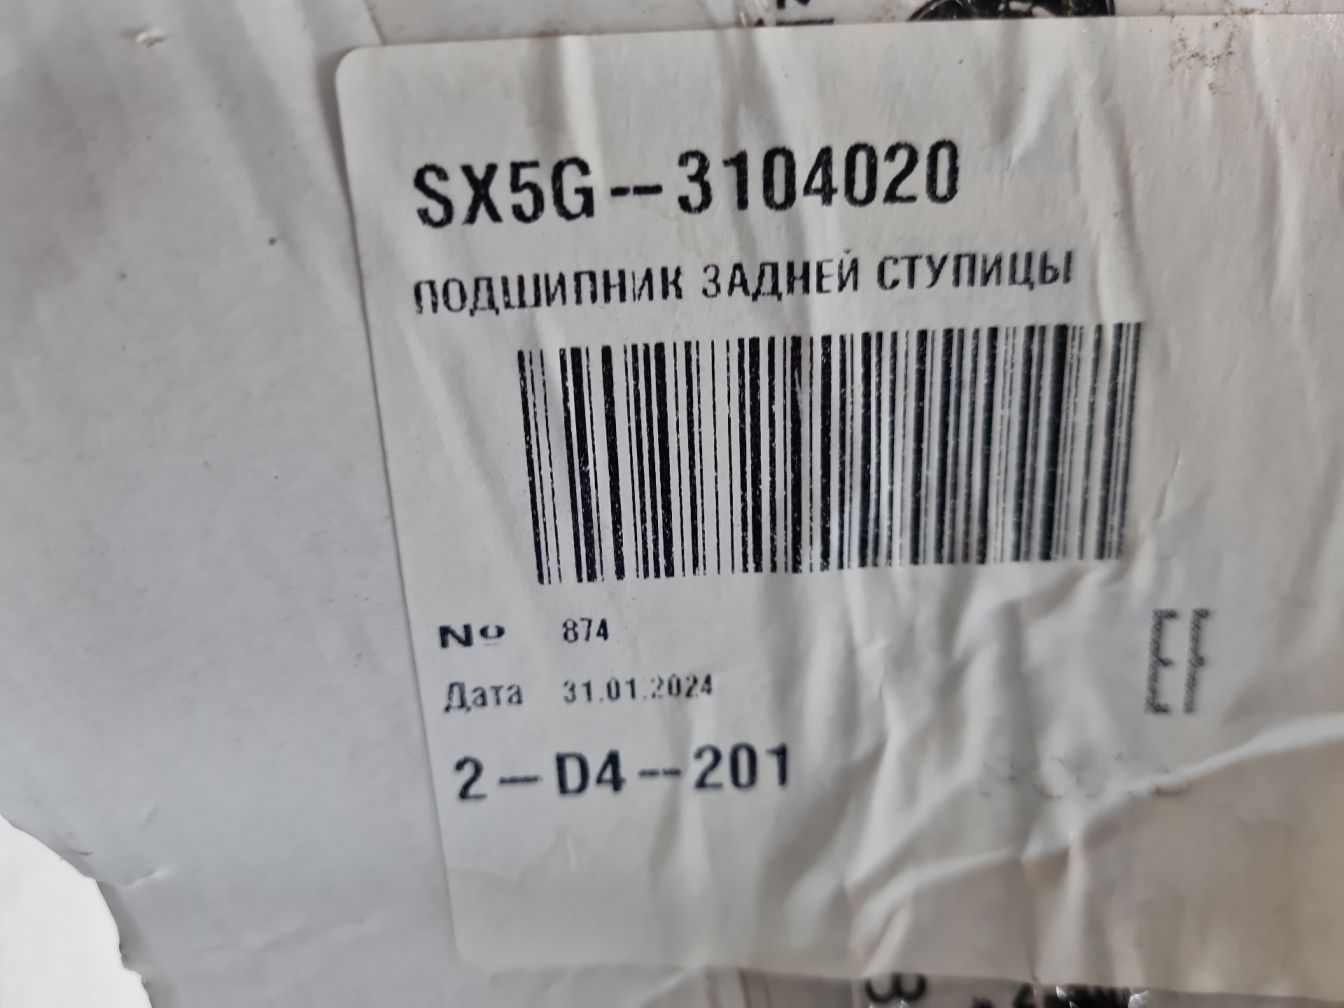 SX5G--3104020
ПОДШИПНИК ЗАДНЕЙ СТУПИЦЫ
№ 874
Дата 31.01.2024
2-D4--201